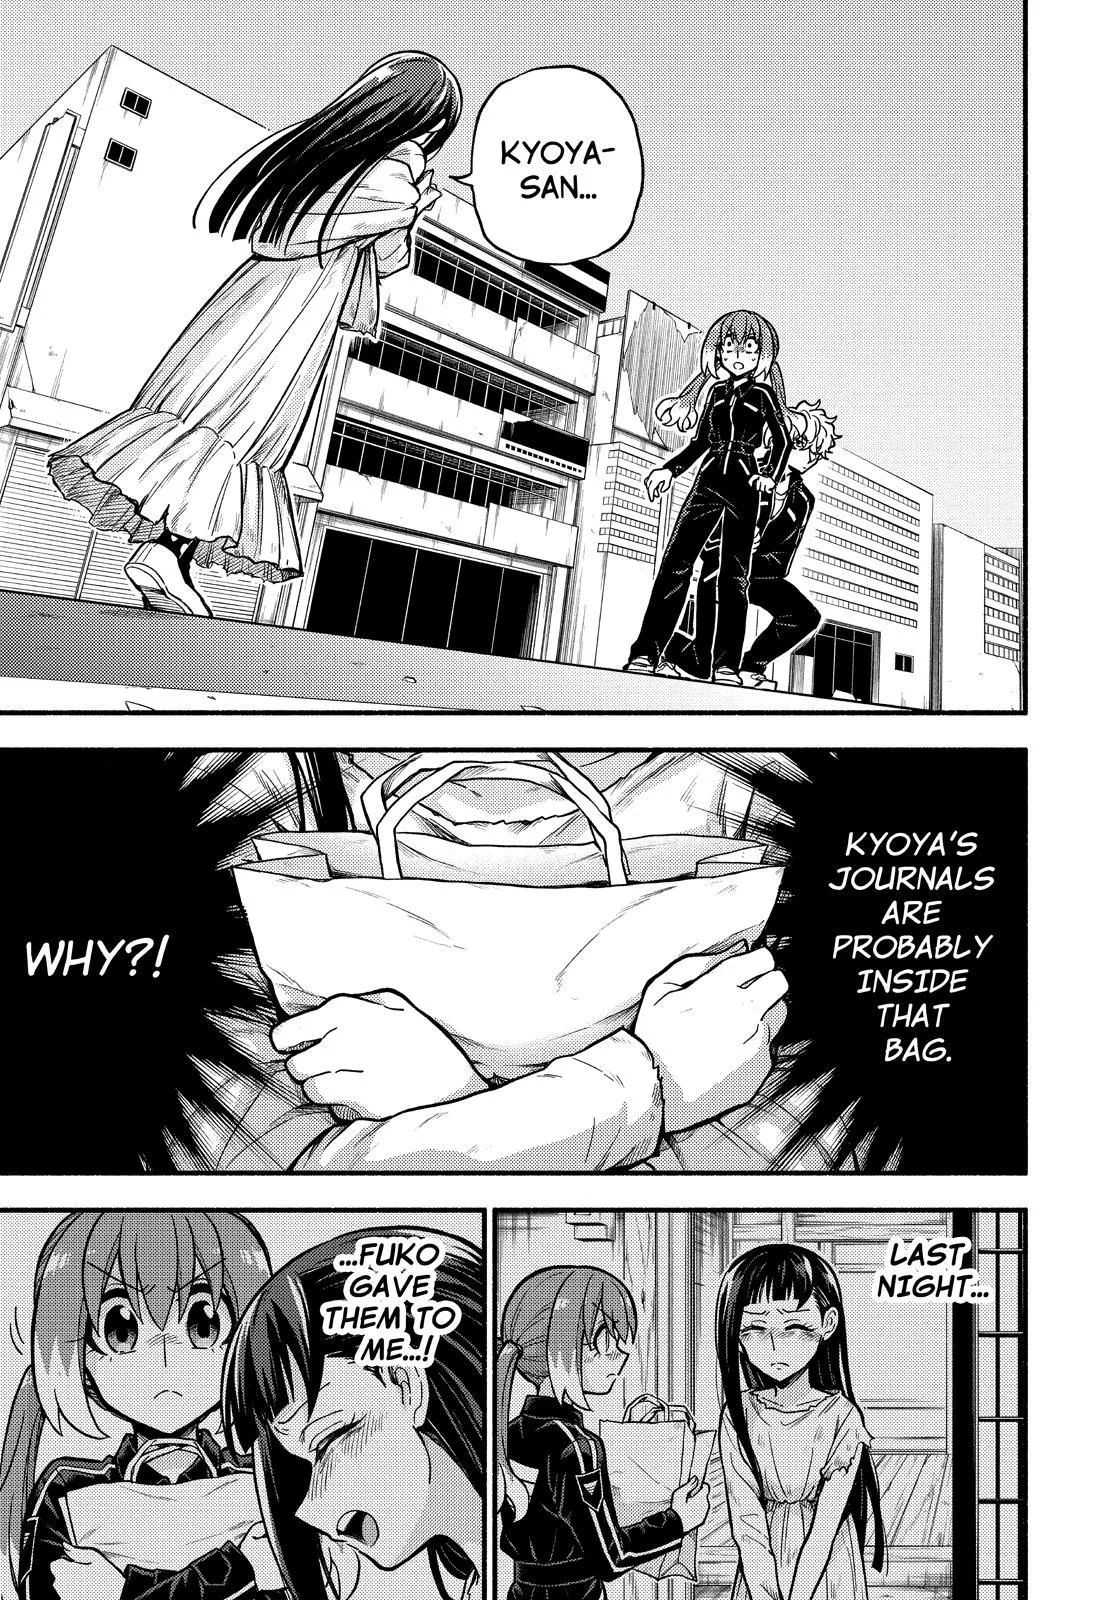 KYOYA-
SAN...
KYOYA'S
JOURNALS
ARE
PROBABLY
INSIDE
THAT
BAG.
WHY?!
LAST
NIGHT...
...FUKO
GAVE
THEM TO
ME...!